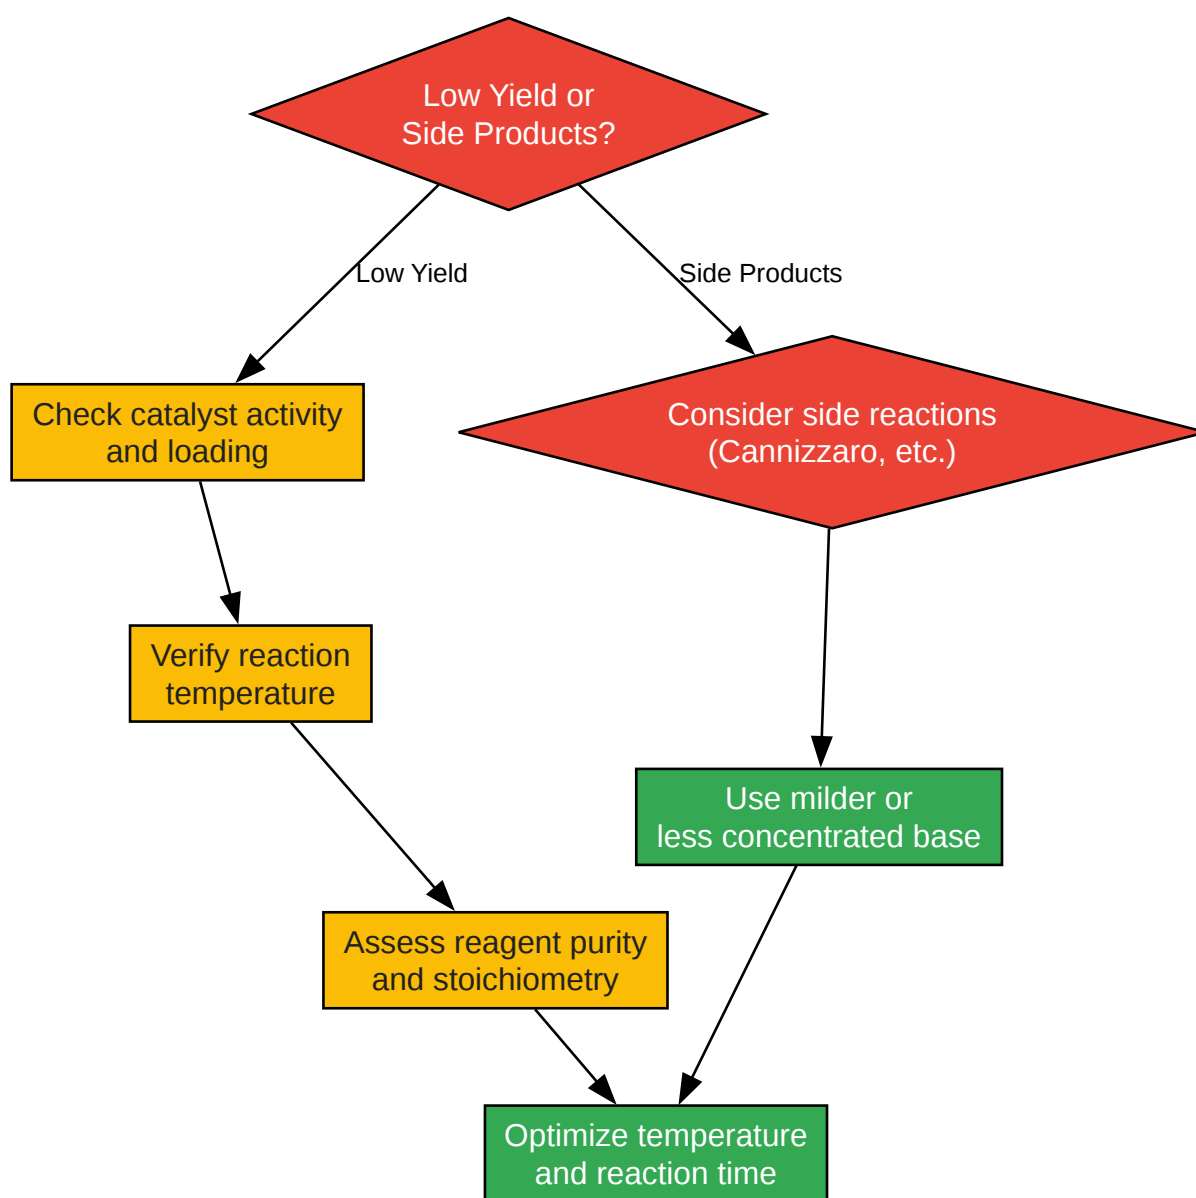 Low Yield or
Side Products?
Low Yield
Side Products
Check catalyst activity
and loading
Consider side reactions
(Cannizzaro, etc.)
Verify reaction
temperature
Use milder or
less concentrated base
Assess reagent purity
and stoichiometry
Optimize temperature
and reaction time